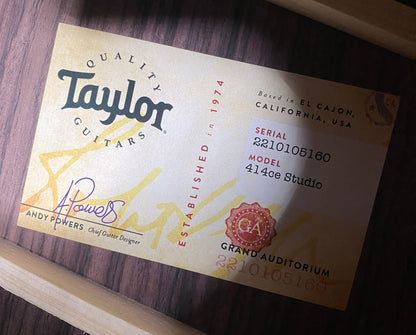 QUALITY
Taylor
GUITARS
ESTABLISHED in 1974
Based in EL CAJON,
CALIFORNIA, USA
SERIAL
2210105160
MODEL
414ce Studio
A Powers
ANDY POWERS Chief Guitar Designer
GA
GRAND AUDITORIUM
2210105160